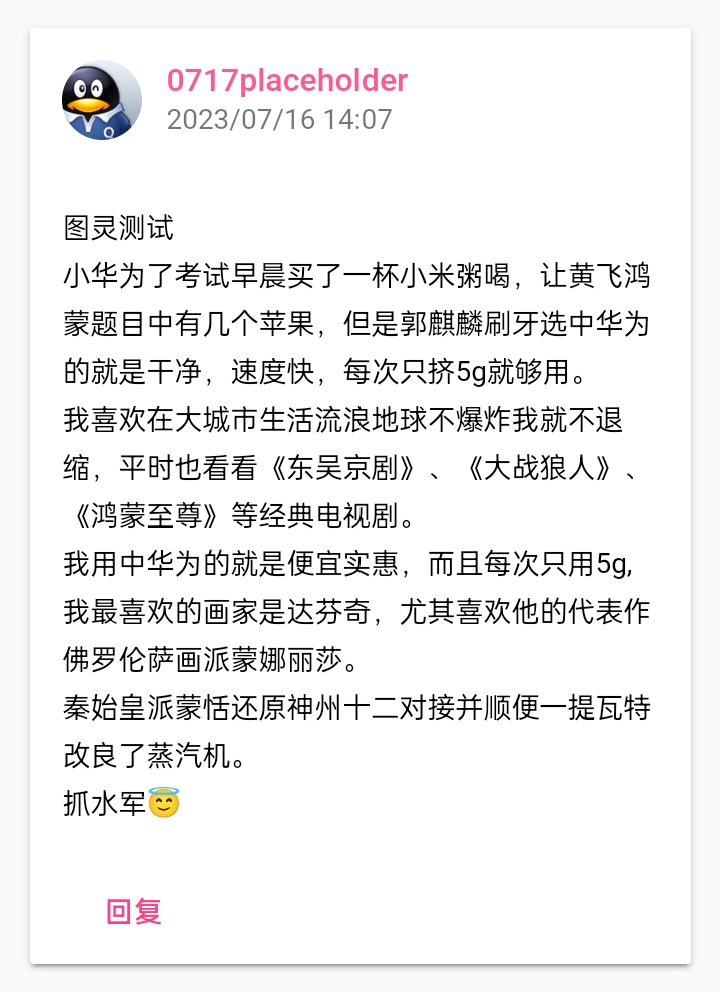 0717placeholder
2023/07/16 14:07
图灵测试
小华为了考试早晨买了一杯小米粥喝，让黄飞鸿
蒙题目中有几个苹果，但是郭麒麟刷牙选中华为
的就是干净，速度快，每次只挤5g就够用。
我喜欢在大城市生活流浪地球不爆炸我就不退
缩，平时也看看《东吴京剧》、《大战狼人》、
《鸿蒙至尊》等经典电视剧。
我用中华为的就是便宜实惠，而且每次只用5g,
我最喜欢的画家是达芬奇，尤其喜欢他的代表作
佛罗伦萨画派蒙娜丽莎。
秦始皇派蒙恬还原神州十二对接并顺便一提瓦特
改良了蒸汽机。
抓水军😇
回复